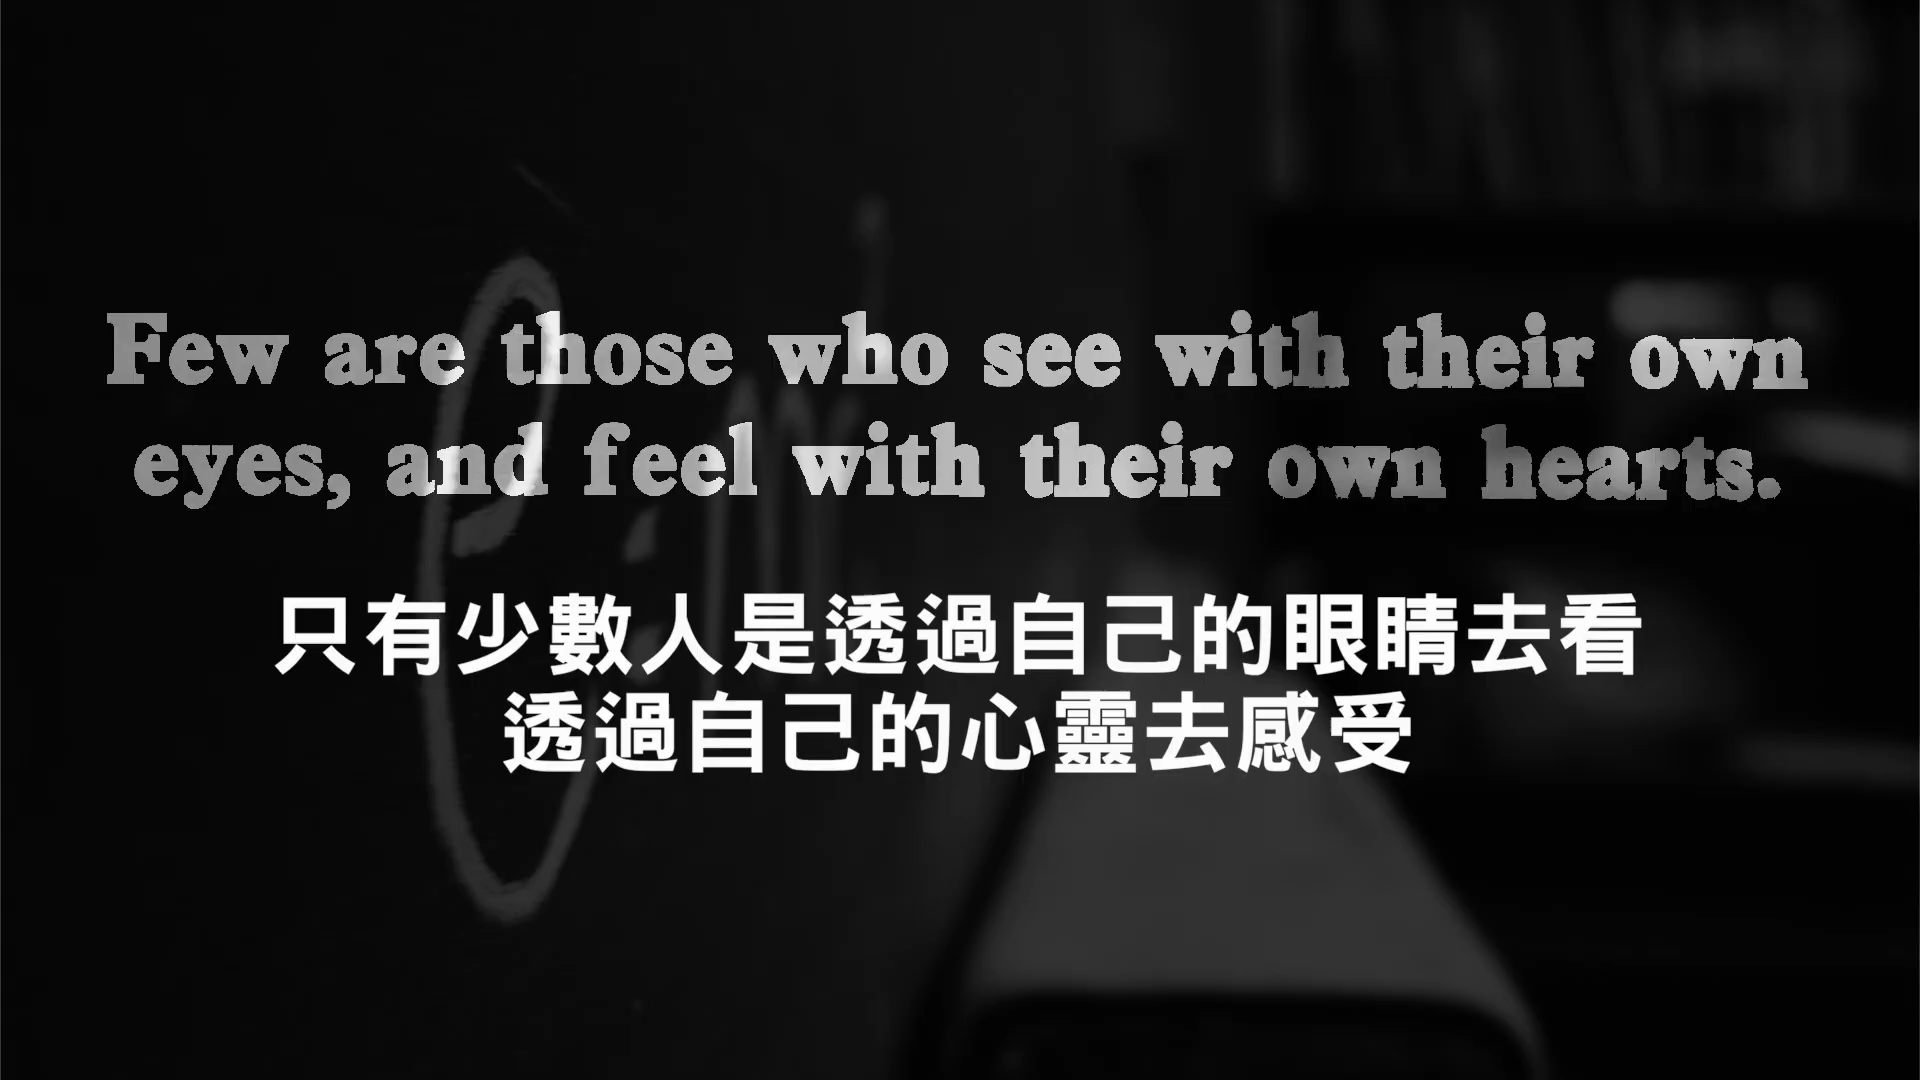 Few are those who see with their own
eyes, and feel with their own hearts.
只有少數人是透過自己的眼睛去看
透過自己的心靈去感受